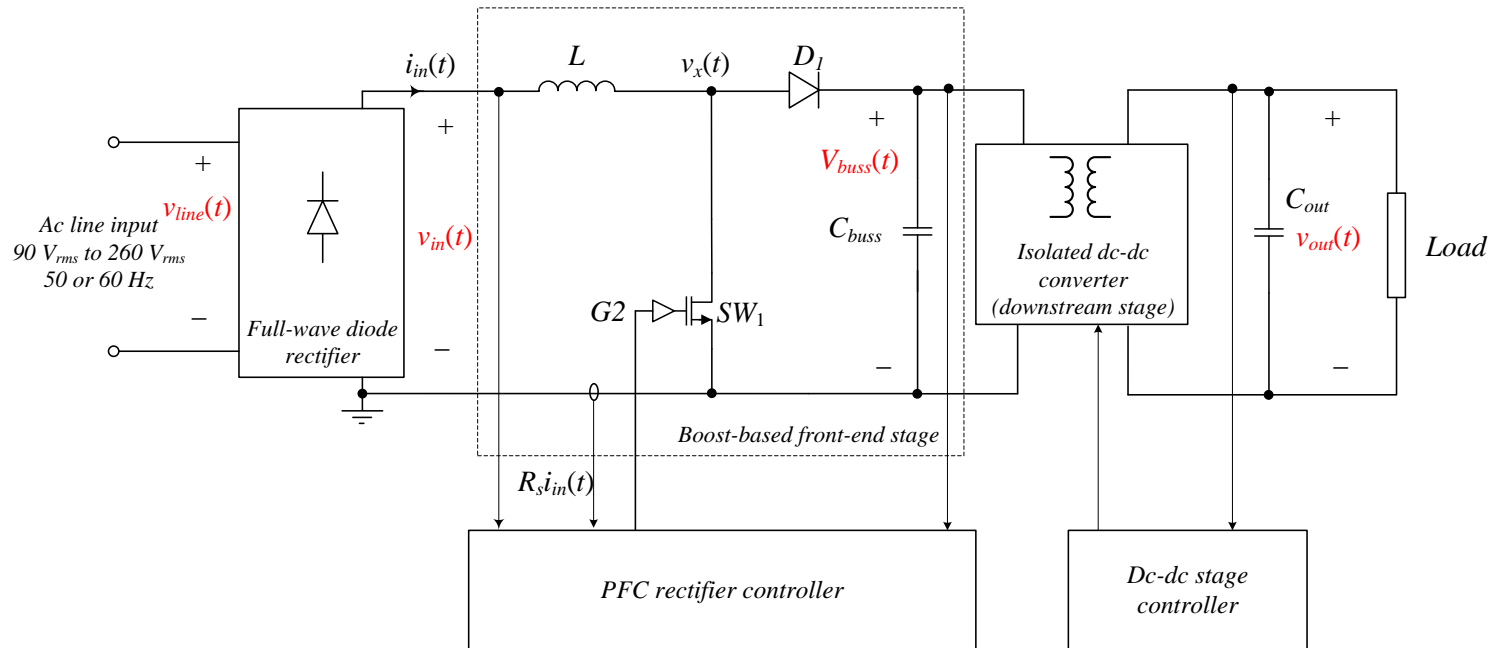 i_in(t)
L
v_x(t)
D_1
+
+
+
+
v_line(t)
v_in(t)
V_buss(t)
C_buss
C_out
v_out(t)
Load
Ac line input
90 V_rms to 260 V_rms
50 or 60 Hz
Isolated dc-dc
converter
(downstream stage)
G2
SW_1
Full-wave diode
rectifier
–
–
–
–
Boost-based front-end stage
R_s i_in(t)
PFC rectifier controller
Dc-dc stage
controller